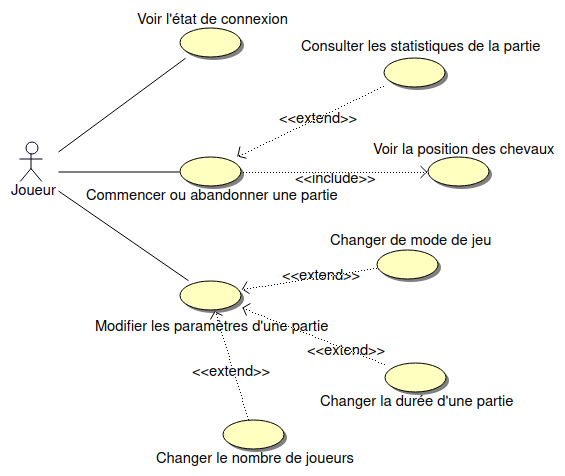 Voir l'état de connexion
Consulter les statistiques de la partie
<<extend>>
Voir la position des chevaux
<<include>>
Joueur
Commencer ou abandonner une partie
Changer de mode de jeu
<<extend>>
Modifier les paramètres d'une partie
<<extend>>
<<extend>>
Changer la durée d'une partie
Changer le nombre de joueurs